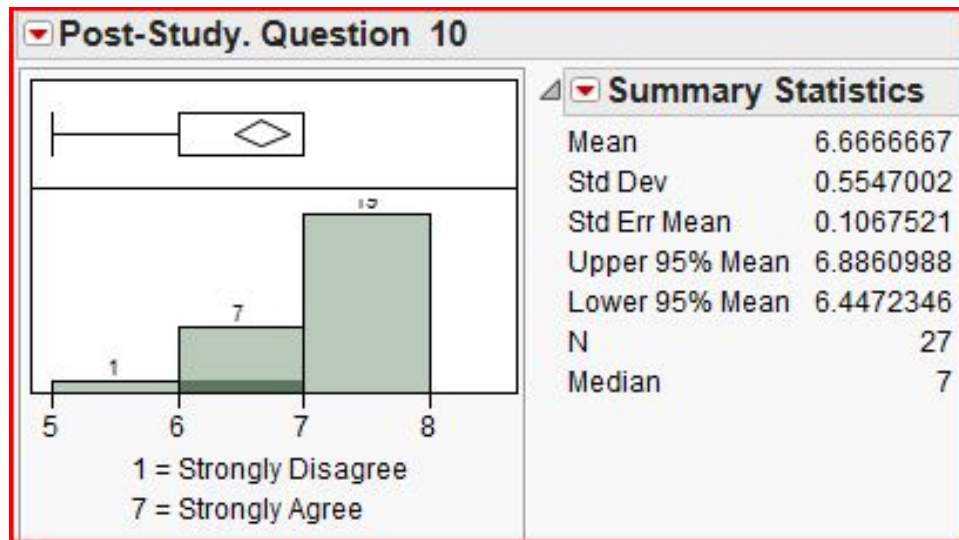 Post-Study. Question 10
7
1
5 6 7 8
1 = Strongly Disagree
7 = Strongly Agree
Summary Statistics
Mean 6.6666667
Std Dev 0.5547002
Std Err Mean 0.1067521
Upper 95% Mean 6.8860988
Lower 95% Mean 6.4472346
N 27
Median 7